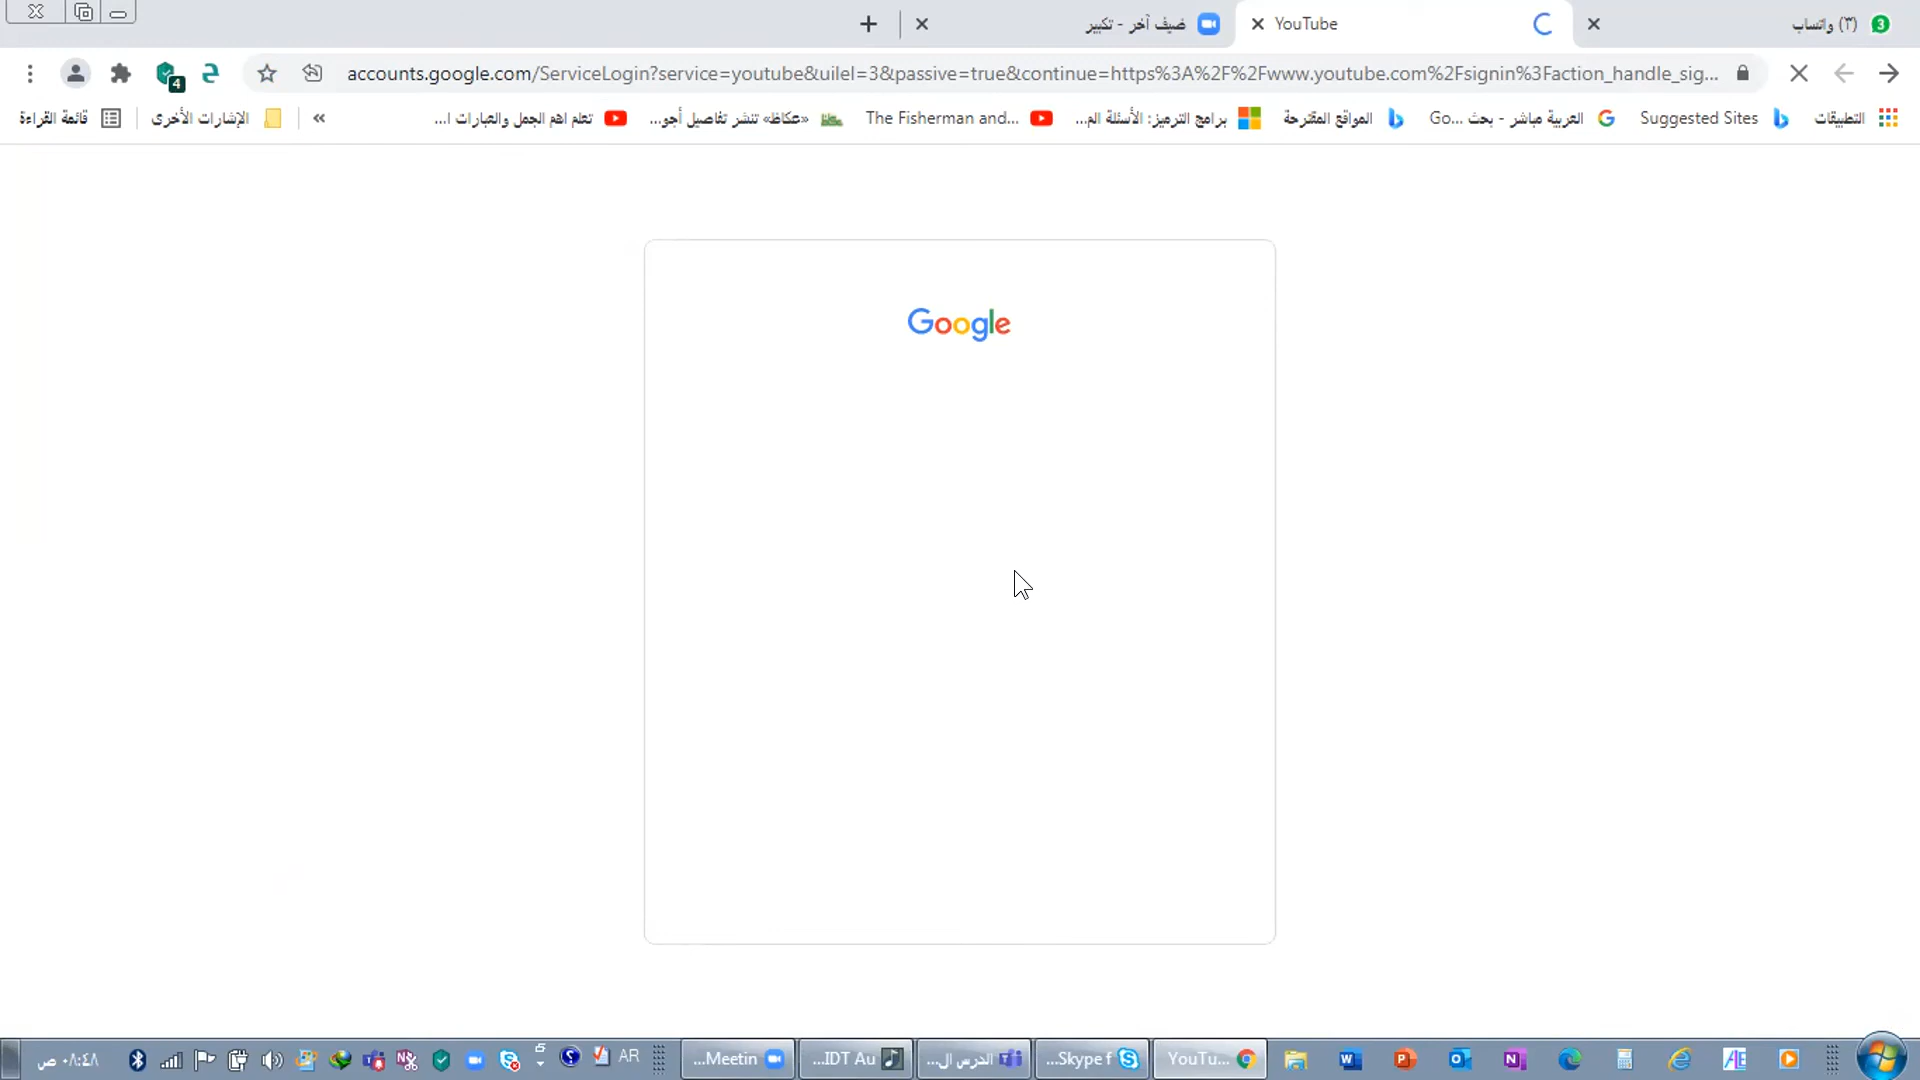 واتساب (٣)
YouTube
ضيف آخر - تكبير
accounts.google.com/ServiceLogin?service=youtube&uilel=3&passive=true&continue=https%3A%2F%2Fwww.youtube.com%2Fsignin%3Faction_handle_sig...
4
التطبيقات
Suggested Sites
العربية مباشر - بحث Go...
المواقع المقترحة
برامج الترميز: الأسئلة الم...
The Fisherman and...
«عكاظ» تنشر تفاصيل أجو...
تعلم اهم الجمل والعبارات ا...
»
الإشارات الأخرى
قائمة القراءة
Google
YouTu...
Skype f...
الدرس ال...
IDT Au...
Meetin...
AR
٠٨:٤٨ ص